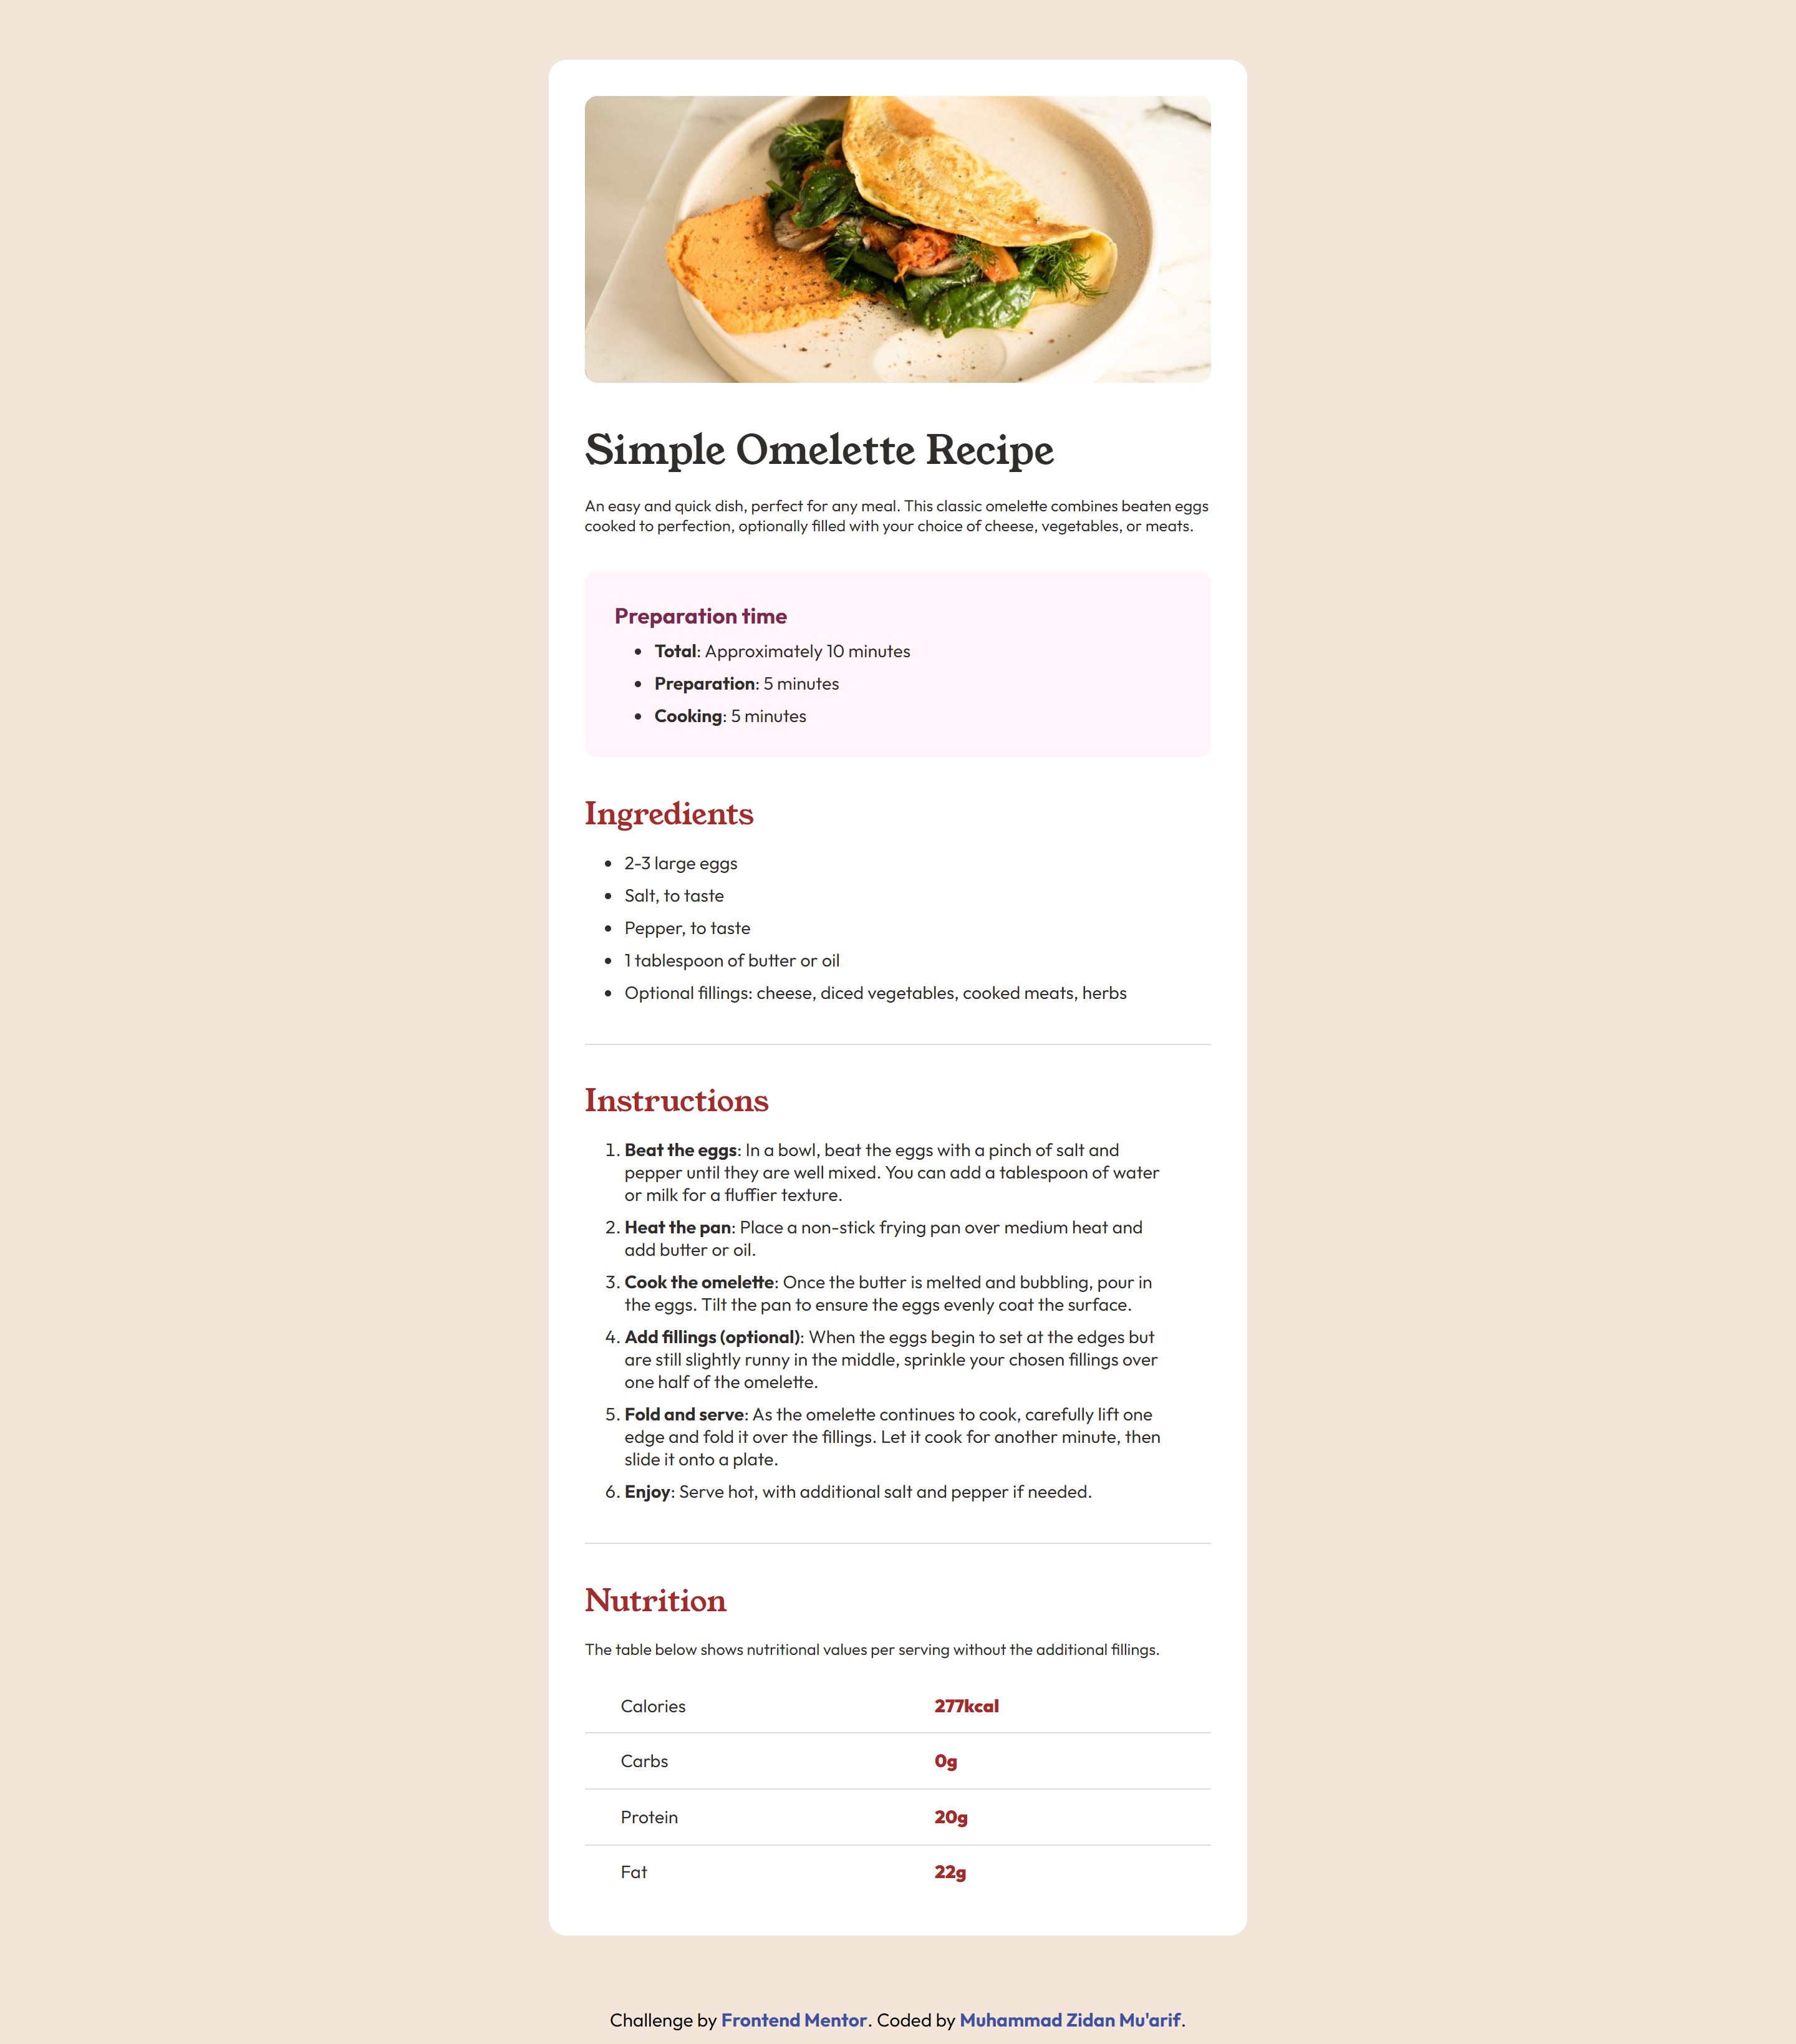 Simple Omelette Recipe
An easy and quick dish, perfect for any meal. This classic omelette combines beaten eggs
cooked to perfection, optionally filled with your choice of cheese, vegetables, or meats.
Preparation time
• Total: Approximately 10 minutes
• Preparation: 5 minutes
• Cooking: 5 minutes
Ingredients
• 2-3 large eggs
• Salt, to taste
• Pepper, to taste
• 1 tablespoon of butter or oil
• Optional fillings: cheese, diced vegetables, cooked meats, herbs
Instructions
1. Beat the eggs: In a bowl, beat the eggs with a pinch of salt and
pepper until they are well mixed. You can add a tablespoon of water
or milk for a fluffier texture.
2. Heat the pan: Place a non-stick frying pan over medium heat and
add butter or oil.
3. Cook the omelette: Once the butter is melted and bubbling, pour in
the eggs. Tilt the pan to ensure the eggs evenly coat the surface.
4. Add fillings (optional): When the eggs begin to set at the edges but
are still slightly runny in the middle, sprinkle your chosen fillings over
one half of the omelette.
5. Fold and serve: As the omelette continues to cook, carefully lift one
edge and fold it over the fillings. Let it cook for another minute, then
slide it onto a plate.
6. Enjoy: Serve hot, with additional salt and pepper if needed.
Nutrition
The table below shows nutritional values per serving without the additional fillings.
Calories 277kcal
Carbs 0g
Protein 20g
Fat 22g
Challenge by Frontend Mentor. Coded by Muhammad Zidan Mu'arif.